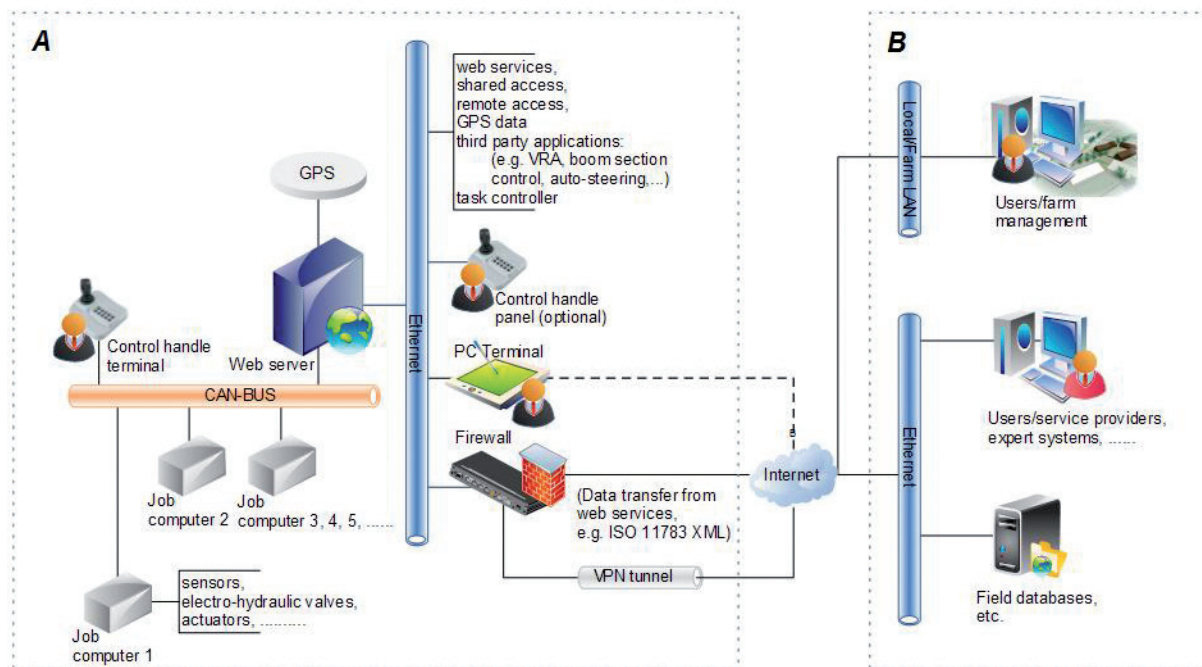 A
web services,
shared access,
remote access,
GPS data
third party applications:
(e.g. VRA, boom section
control, auto-steering,...)
task controller
GPS
Control handle
panel (optional)
Ethernet
Control handle
terminal
Web server
PC Terminal
CAN-BUS
Firewall
Job
computer 2
Job
computer 3, 4, 5, ......
(Data transfer from
web services,
e.g. ISO 11783 XML)
VPN tunnel
sensors,
electro-hydraulic valves,
actuators, ..........
Job
computer 1
Internet
B
Local/Farm LAN
Users/farm
management
Ethernet
Users/service providers,
expert systems, ......
Field databases,
etc.